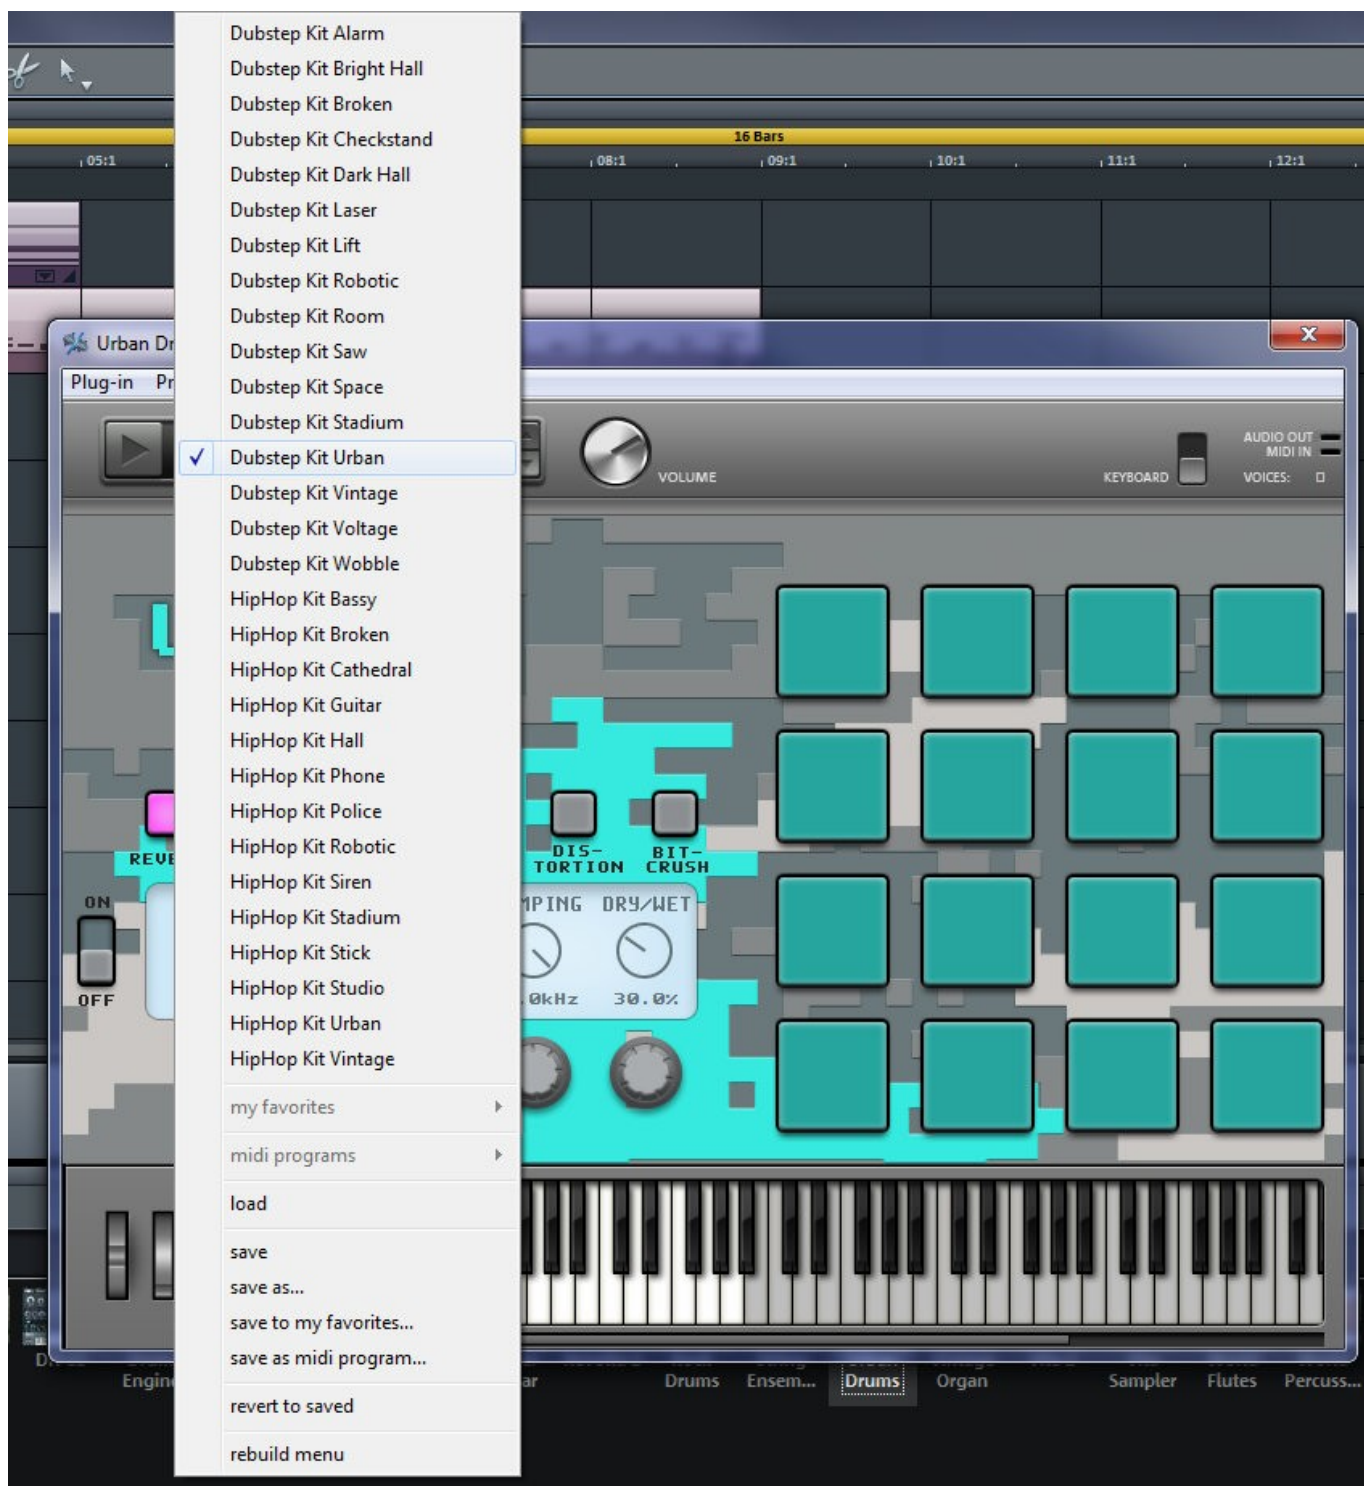 Dubstep Kit Alarm
Dubstep Kit Bright Hall
Dubstep Kit Broken
Dubstep Kit Checkstand
Dubstep Kit Dark Hall
Dubstep Kit Laser
Dubstep Kit Lift
Dubstep Kit Robotic
Dubstep Kit Room
Dubstep Kit Saw
Dubstep Kit Space
Dubstep Kit Stadium
Dubstep Kit Urban
Dubstep Kit Vintage
Dubstep Kit Voltage
Dubstep Kit Wobble
HipHop Kit Bassy
HipHop Kit Broken
HipHop Kit Cathedral
HipHop Kit Guitar
HipHop Kit Hall
HipHop Kit Phone
HipHop Kit Police
HipHop Kit Robotic
HipHop Kit Siren
HipHop Kit Stadium
HipHop Kit Stick
HipHop Kit Studio
HipHop Kit Urban
HipHop Kit Vintage
my favorites
midi programs
load
save
save as...
save to my favorites...
save as midi program...
revert to saved
rebuild menu
16 Bars
05:1 08:1 09:1 10:1 11:1 12:1
Urban Dr
Plug-in Pr
VOLUME
KEYBOARD
AUDIO OUT
MIDI IN
VOICES: 0
REVE
DIS-
TORTION
BIT-
CRUSH
ON
OFF
MPING DRY/WET
.0kHz 30.0%
Engin
Drums Ensem... Drums Organ Sampler Flutes Percuss...